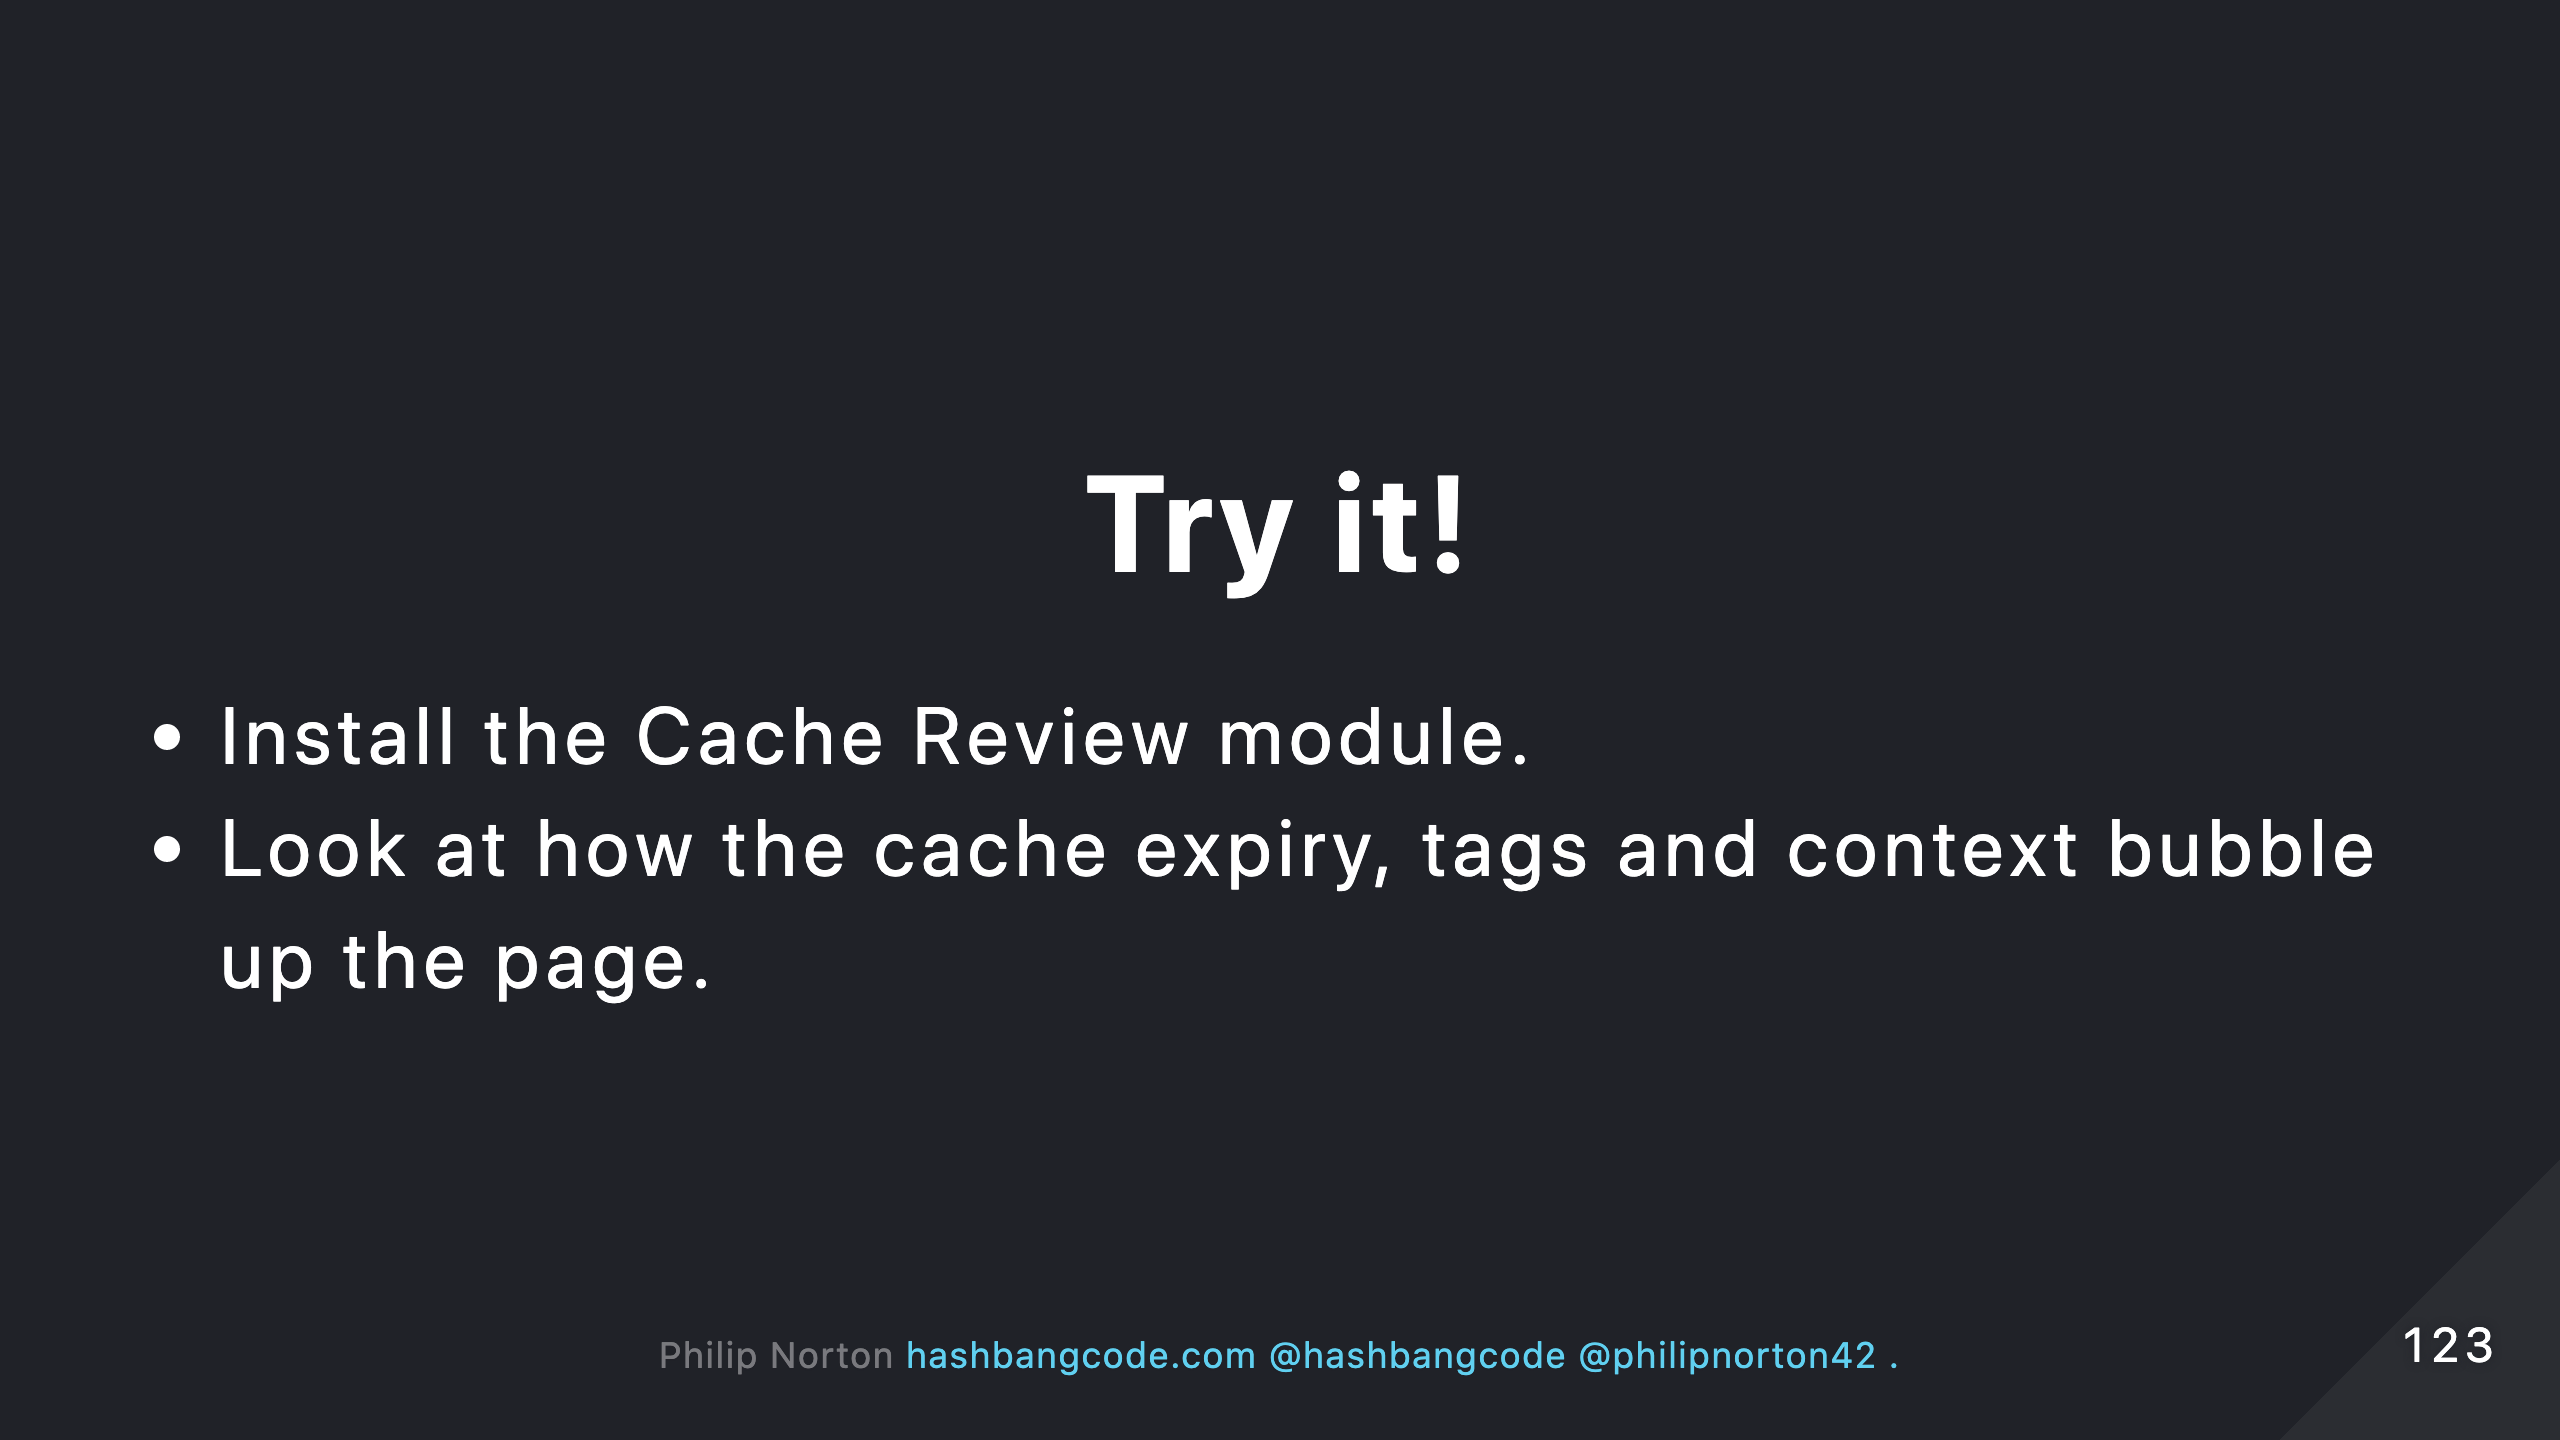 Try it!
• Install the Cache Review module.
• Look at how the cache expiry, tags and context bubble
up the page.
Philip Norton hashbangcode.com @hashbangcode @philipnorton42 .
123